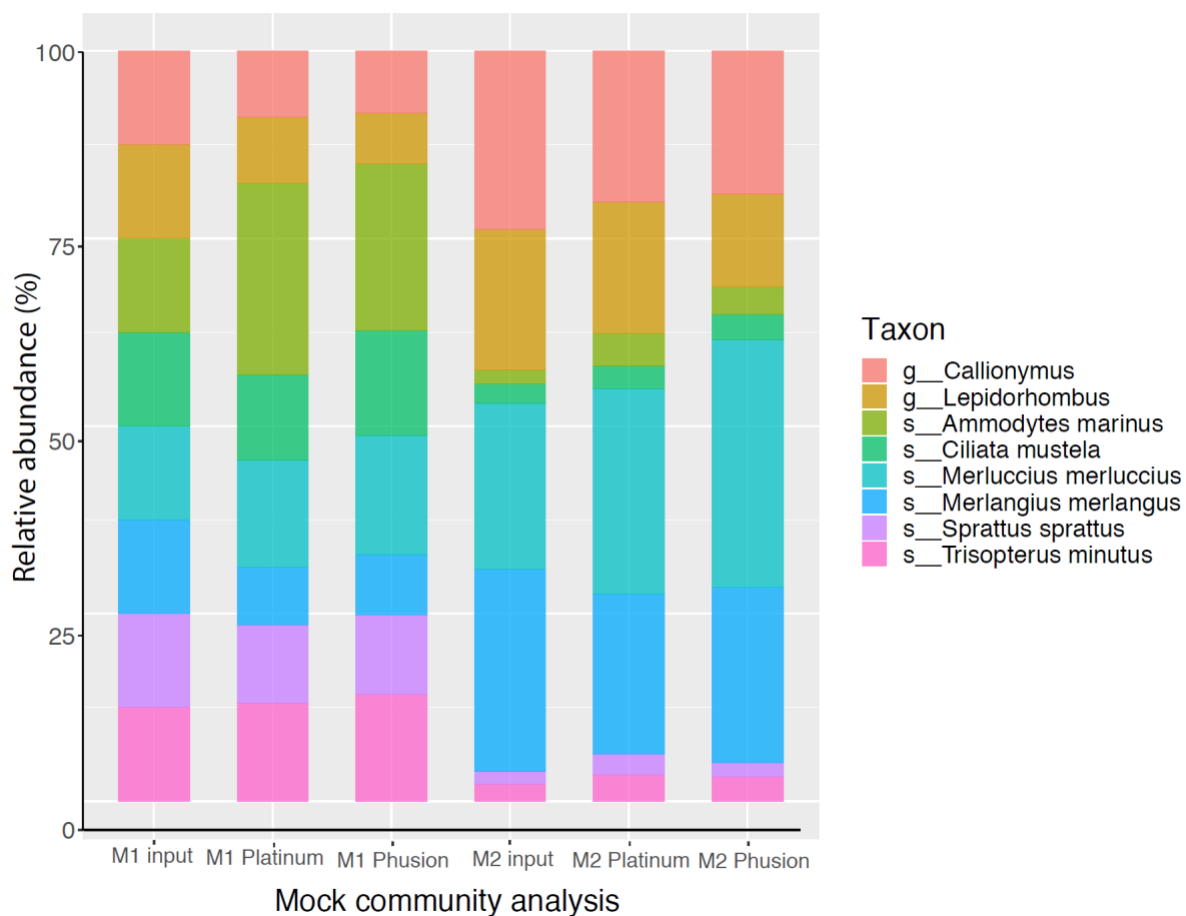 100
75
50
25
0
Relative abundance (%)
M1 input
M1 Platinum
M1 Phusion
M2 input
M2 Platinum
M2 Phusion
Mock community analysis
Taxon
g__Callionymus
g__Lepidorhombus
s__Ammodytes marinus
s__Ciliata mustela
s__Merluccius merluccius
s__Merlangius merlangus
s__Sprattus sprattus
s__Trisopterus minutus